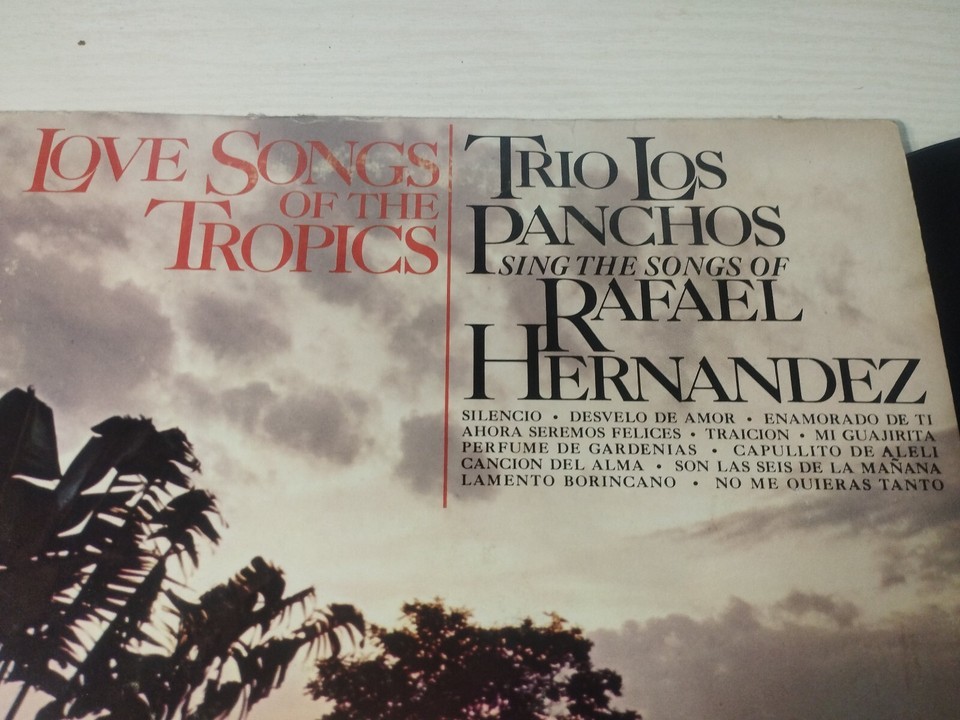 LOVE SONGS
OF THE
TROPICS
TRIO LOS
PANCHOS
SING THE SONGS OF
RAFAEL
HERNANDEZ
SILENCIO • DESVELO DE AMOR • ENAMORADO DE TI
AHORA SEREMOS FELICES • TRAICION • MI GUAJIRITA
PERFUME DE GARDENIAS • CAPULLITO DE ALELI
CANCION DEL ALMA • SON LAS SEIS DE LA MAÑANA
LAMENTO BORINCANO • NO ME QUIERAS TANTO